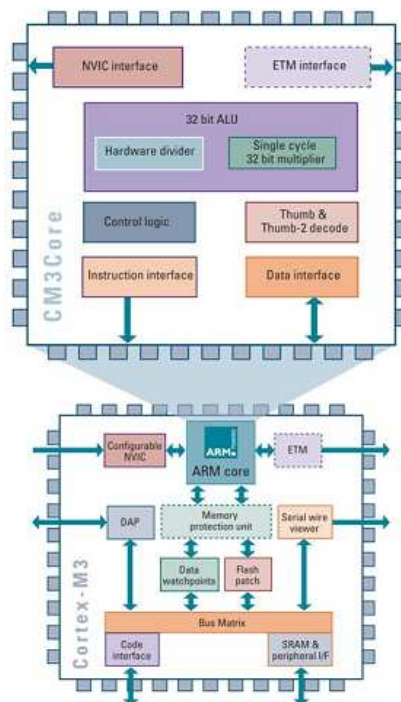 NVIC interface
ETM interface
32 bit ALU
Hardware divider
Single cycle
32 bit multiplier
Control logic
Thumb &
Thumb-2 decode
Instruction interface
Data interface
CM3Core
Configurable
NVIC
ARM
ARM core
ETM
DAP
Memory
protection unit
Serial wire
viewer
Data
watchpoints
Flash
patch
Bus Matrix
Code
interface
SRAM &
peripheral I/F
Cortex-M3